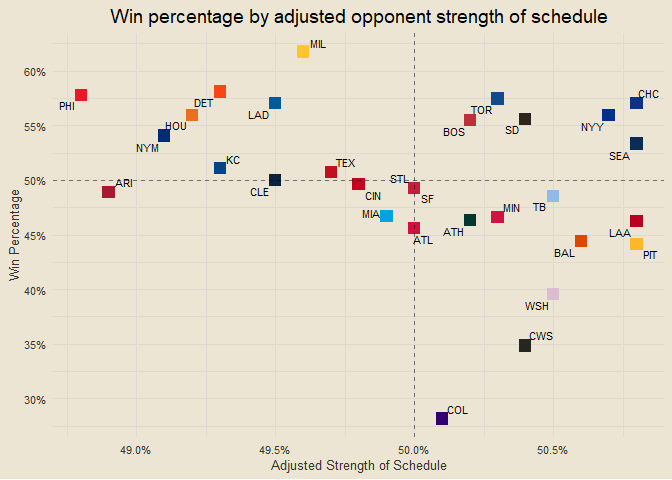 Win percentage by adjusted opponent strength of schedule
MIL
60%
PHI
DET
LAD
CHC
TOR
55%
HOU
BOS
SD
NYY
NYM
SEA
KC
TEX
50%
ARI
CLE
STL
CIN
SF
MIA
MIN
TB
45%
ATL
ATH
LAA
BAL
PIT
40%
WSH
35%
CWS
30%
COL
49.0%
49.5%
50.0%
50.5%
Adjusted Strength of Schedule
Win Percentage